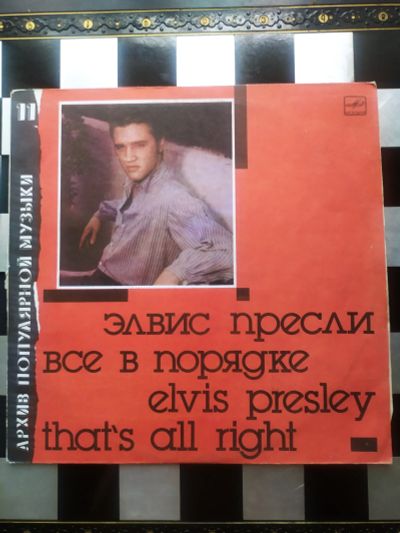 11
АРХИВ ПОПУЛЯРНОЙ МУЗЫКИ
элвис пресли
все в порядке
elvis presley
that's all right